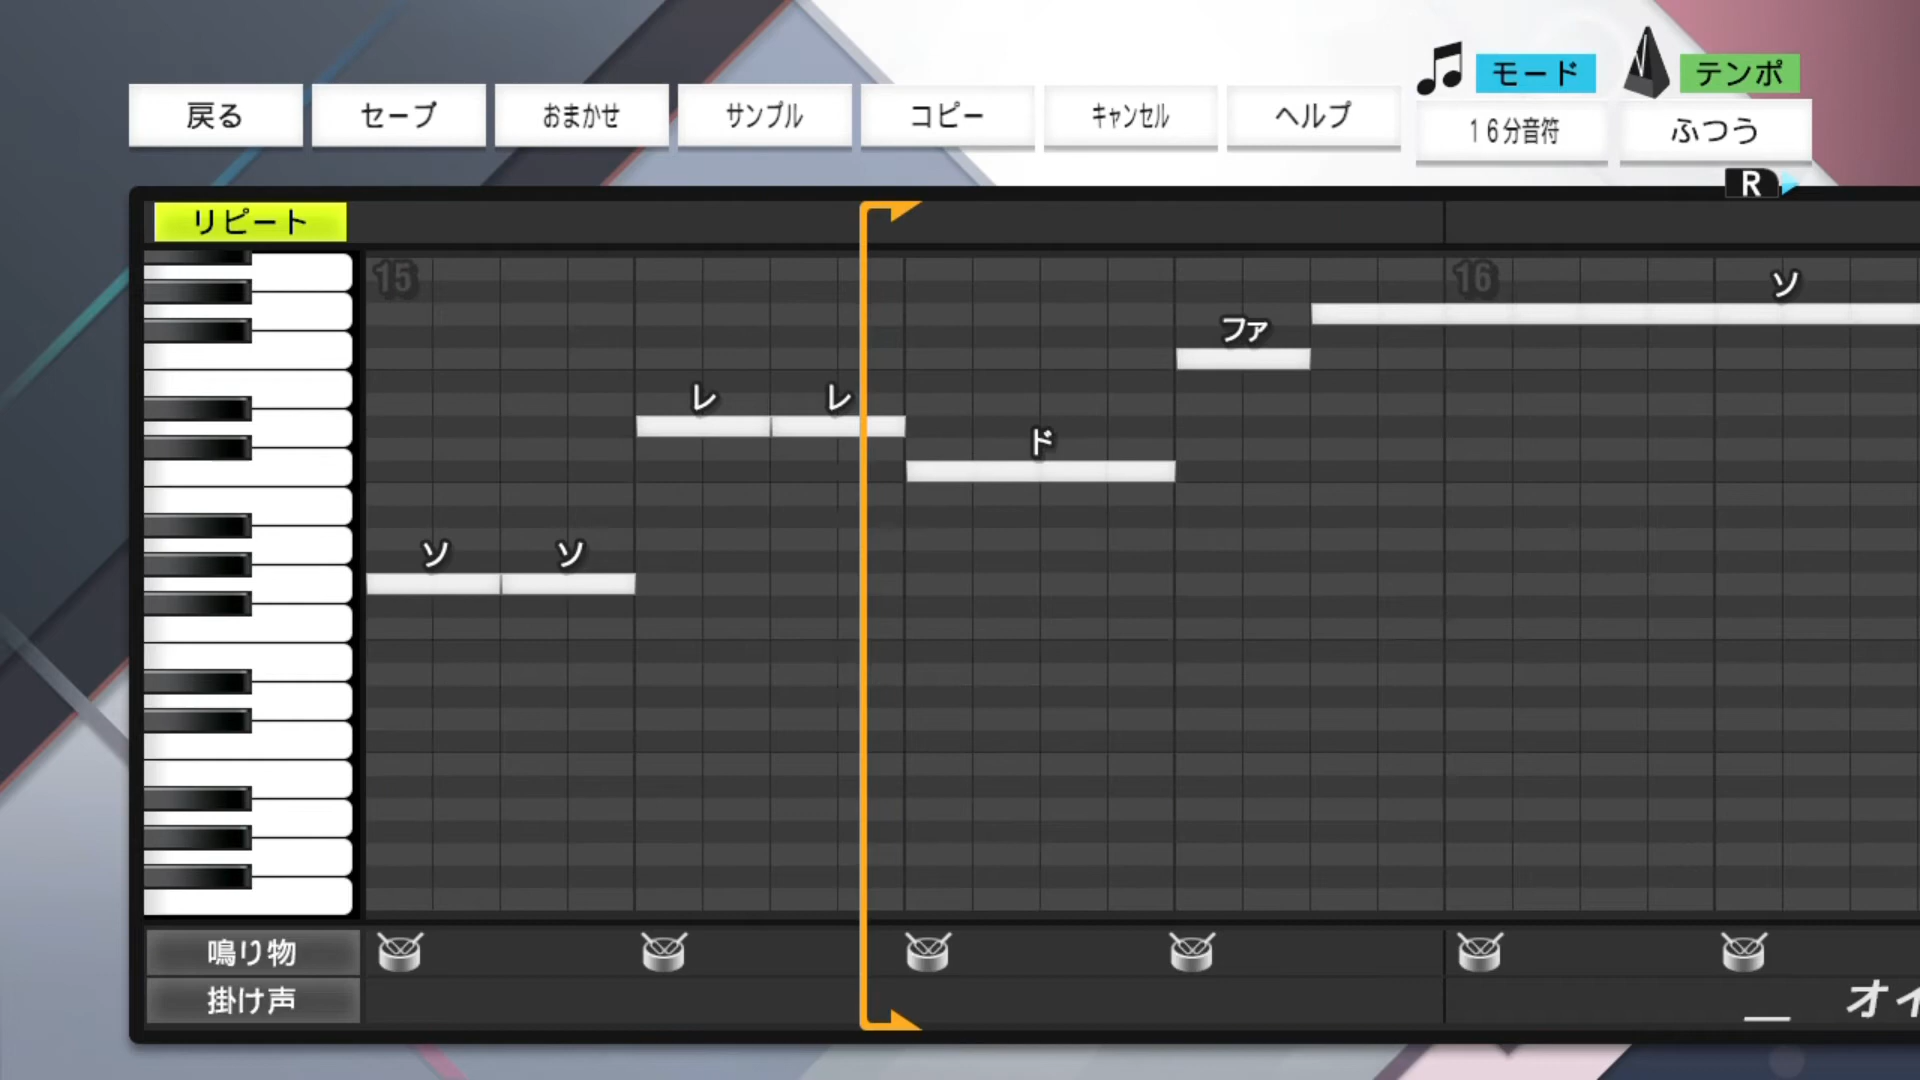 モード
テンポ
戻る
セーブ
おまかせ
サンプル
コピー
キャンセル
ヘルプ
16分音符
ふつう
R
リピート
15
16
ソ
ファ
レ
レ
ド
ソ
ソ
鳴り物
掛け声
オイ